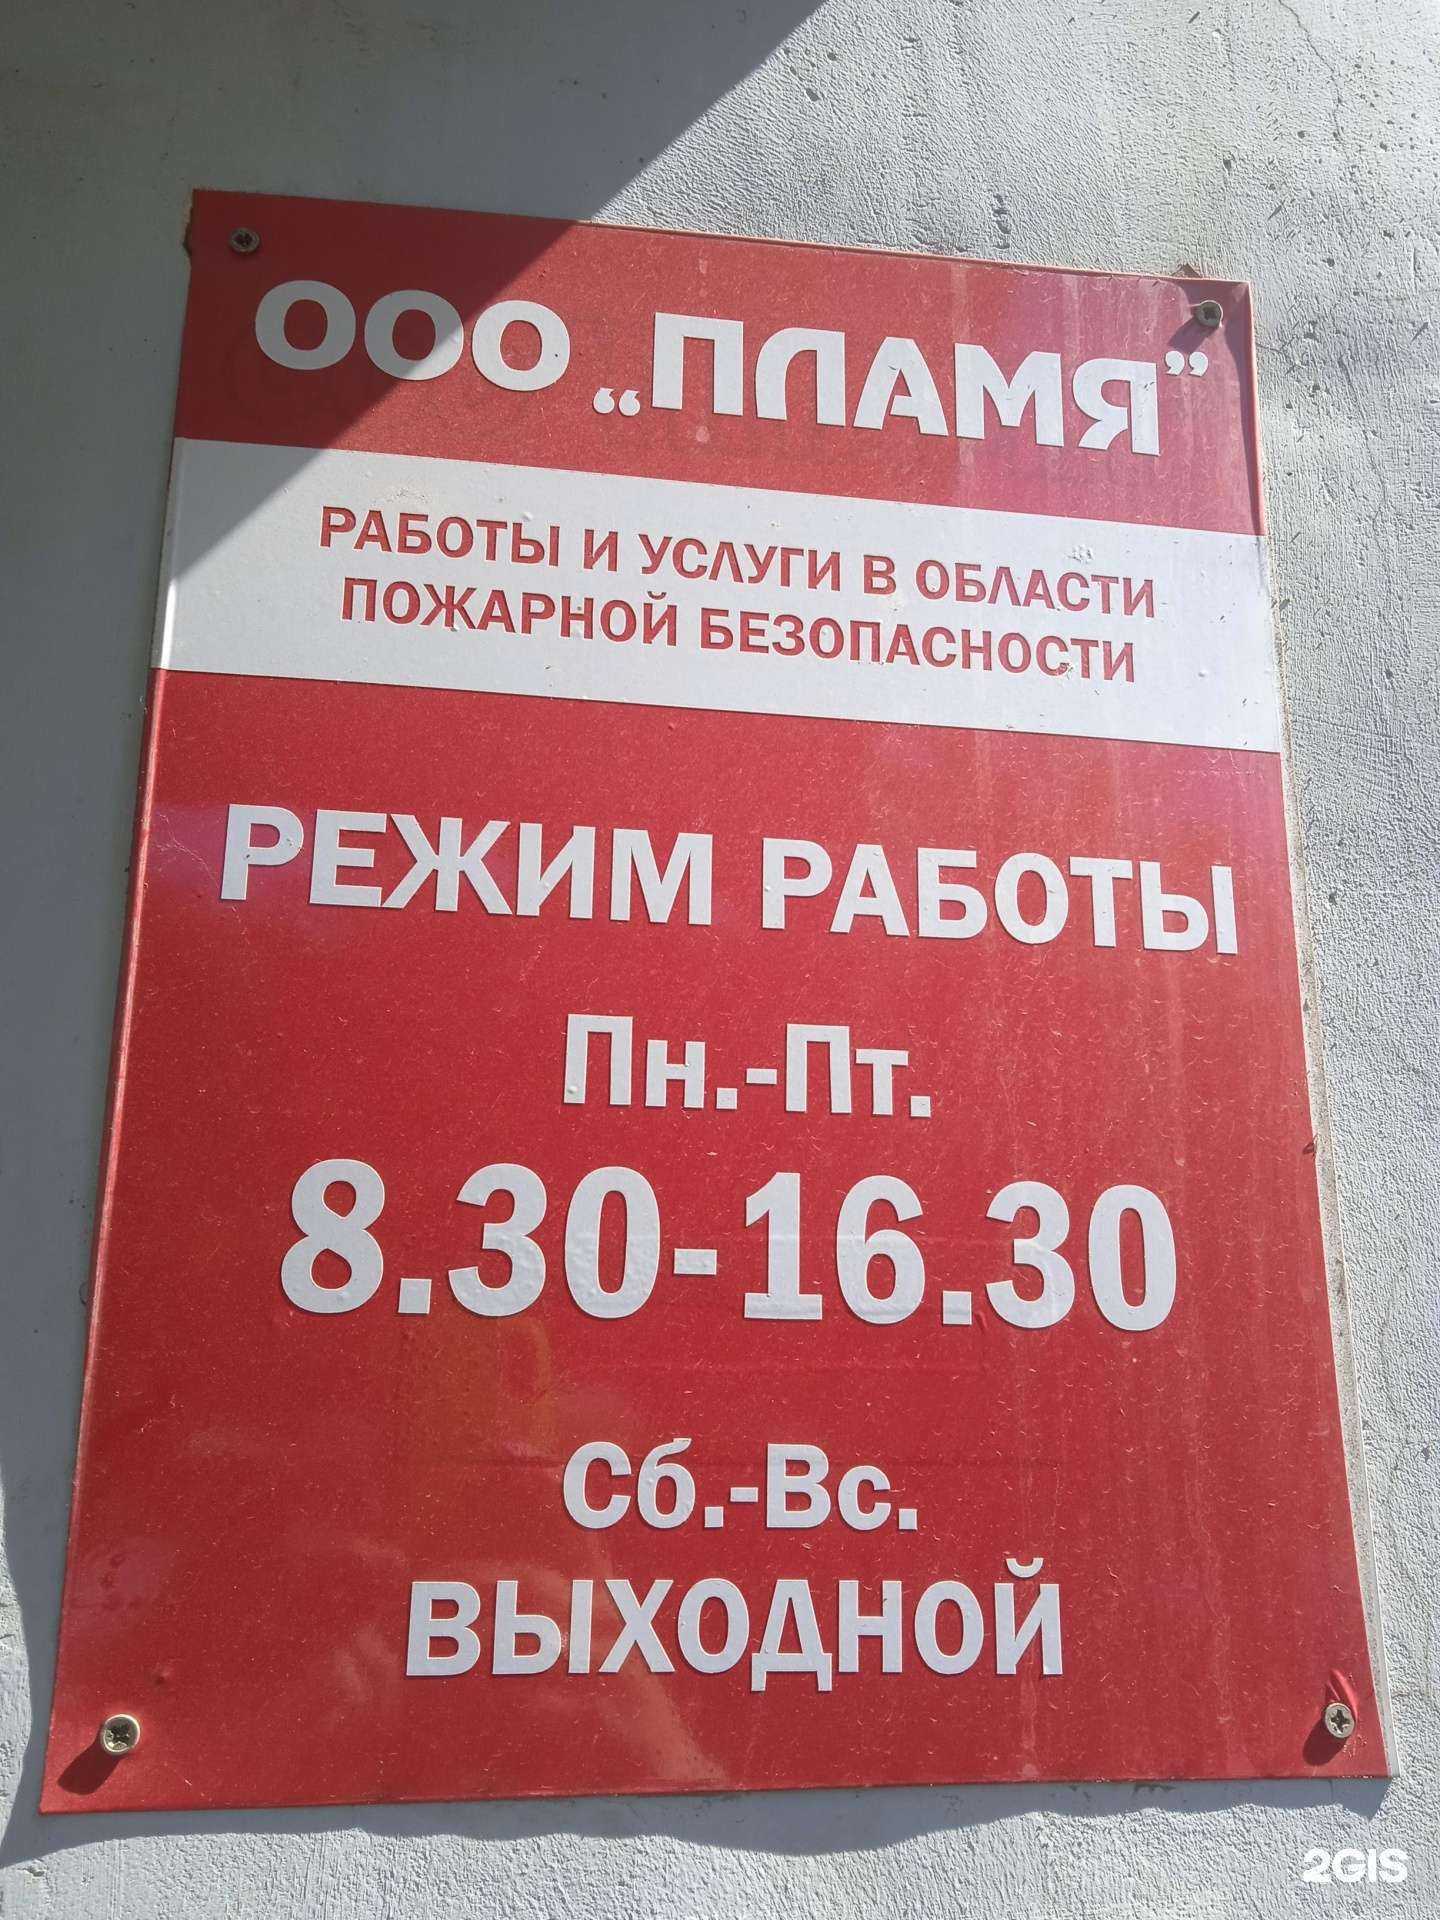 ООО „ПЛАМЯ”
РАБОТЫ И УСЛУГИ В ОБЛАСТИ
ПОЖАРНОЙ БЕЗОПАСНОСТИ
РЕЖИМ РАБОТЫ
Пн.-Пт.
8.30-16.30
Сб.-Вс.
ВЫХОДНОЙ
2GIS